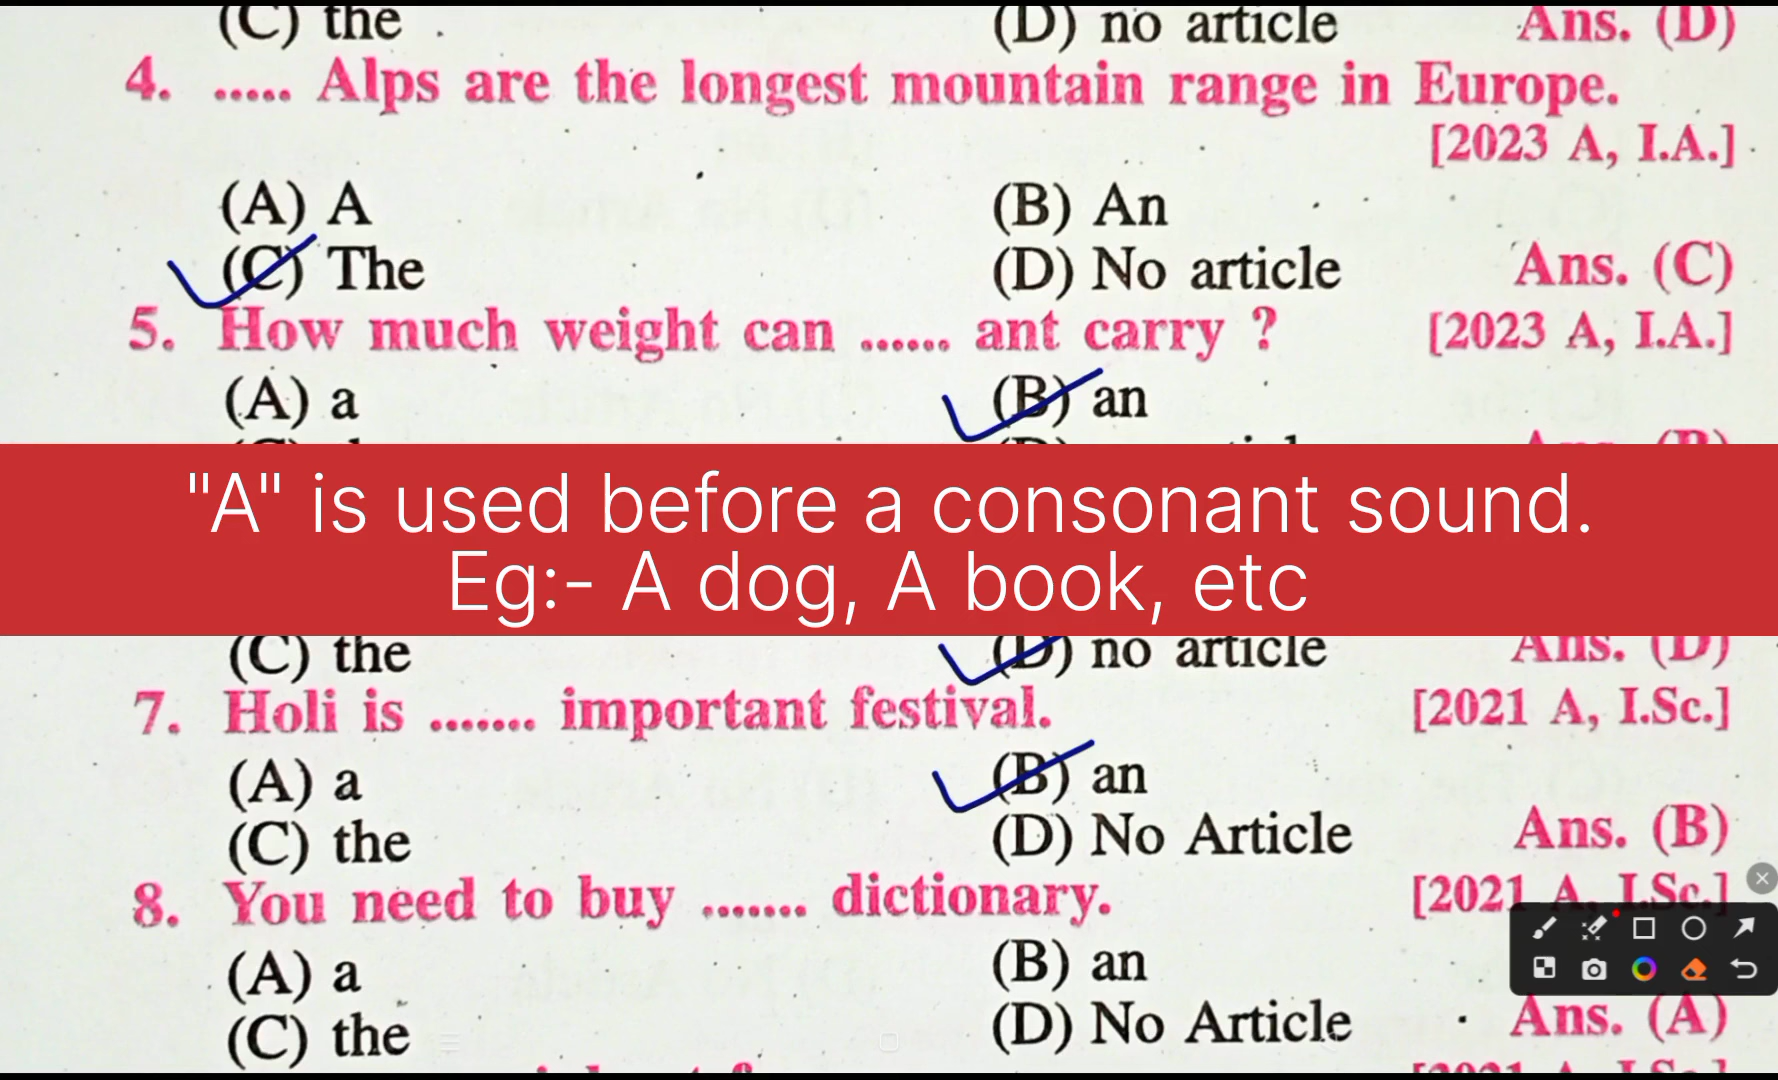 (C) the (D) no article Ans. (D)
4. ..... Alps are the longest mountain range in Europe.
[2023 A, I.A.]
(A) A (B) An
(C) The (D) No article Ans. (C)
5. How much weight can ...... ant carry ? [2023 A, I.A.]
(A) a (B) an
"A" is used before a consonant sound.
Eg:- A dog, A book, etc
(C) the (D) no article Ans. (D)
7. Holi is ....... important festival. [2021 A, I.Sc.]
(A) a (B) an
(C) the (D) No Article Ans. (B)
8. You need to buy ....... dictionary. [2021 A, I.Sc.]
(A) a (B) an
(C) the (D) No Article Ans. (A)